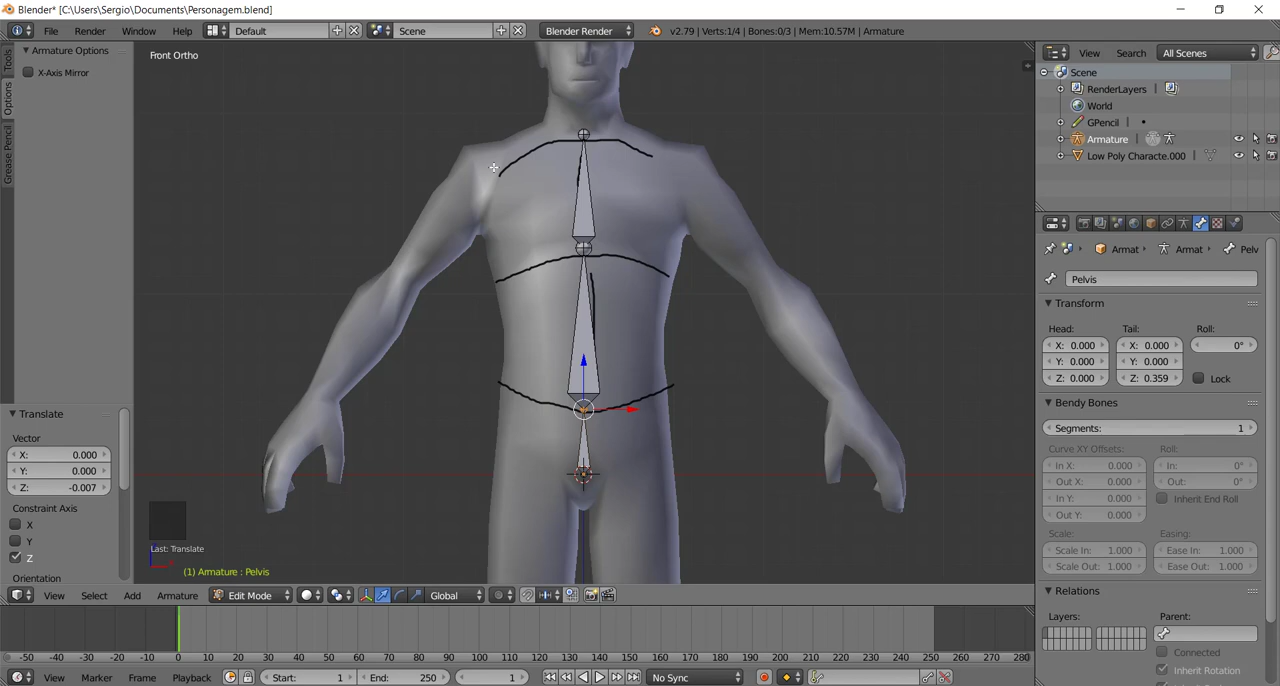 Blender* [C:\Users\Sergio\Documents\Personagem.blend]
File Render Window Help Default Scene Blender Render v2.79 | Verts:1/4 | Bones:0/3 | Mem:10.57M | Armature
Armature Options
X-Axis Mirror
Tools
Options
Grease Pencil
Front Ortho
Translate
Vector
X: 0.000
Y: 0.000
Z: -0.007
Constraint Axis
X
Y
Z
Orientation
Last: Translate
(1) Armature : Pelvis
View Select Add Armature Edit Mode Global
-50 -40 -30 -20 -10 0 10 20 30 40 50 60 70 80 90 100 110 120 130 140 150 160 170 180 190 200 210 220 230 240 250 260 270 280
View Marker Frame Playback Start: 1 End: 250 1 No Sync
View Search All Scenes
Scene
RenderLayers
World
GPencil
Armature
Low Poly Characte.000
Armat Armat Pelv
Pelvis
Transform
Head: Tail: Roll:
X: 0.000 X: 0.000 0°
Y: 0.000 Y: 0.000
Z: 0.000 Z: 0.359 Lock
Bendy Bones
Segments: 1
Curve XY Offsets: Roll:
In X: 0.000 In: 0°
Out X: 0.000 Out: 0°
In Y: 0.000 Inherit End Roll
Out Y: 0.000
Scale: Easing:
Scale In: 1.000 Ease In: 1.000
Scale Out: 1.000 Ease Out: 1.000
Relations
Layers: Parent:
Connected
Inherit Rotation